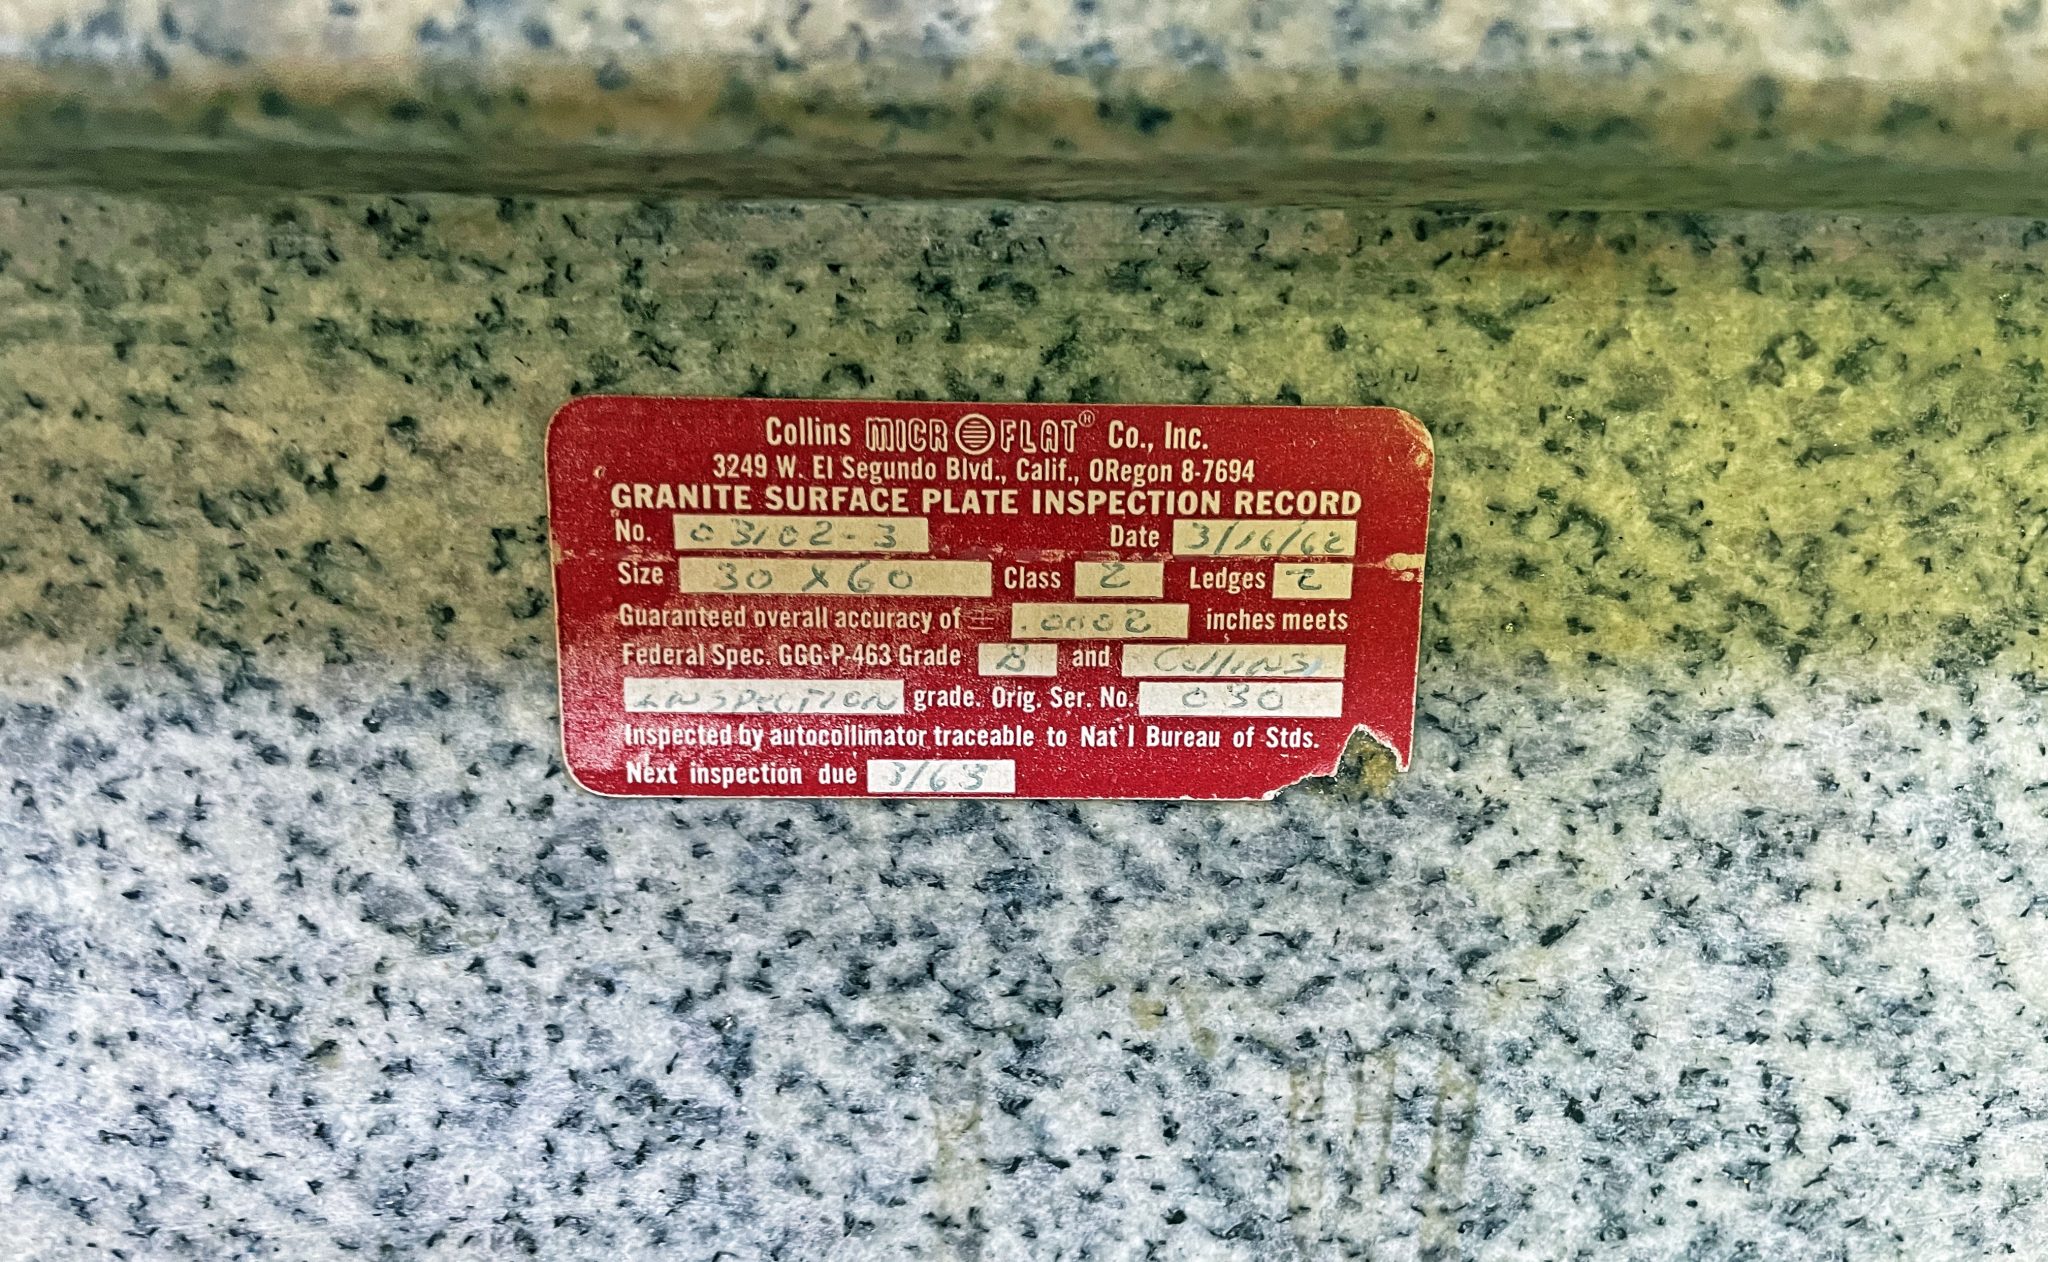 Collins MICROFLAT® Co., Inc.
3249 W. El Segundo Blvd., Calif., ORegon 8-7694
GRANITE SURFACE PLATE INSPECTION RECORD
No. 03102-3 Date 3/16/62
Size 30 x 60 Class 2 Ledges 2
Guaranteed overall accuracy of ± .0002 inches meets
Federal Spec. GGG-P-463 Grade B and Collins
INSPECTION grade. Orig. Ser. No. 030
Inspected by autocollimator traceable to Nat'l Bureau of Stds.
Next inspection due 3/63